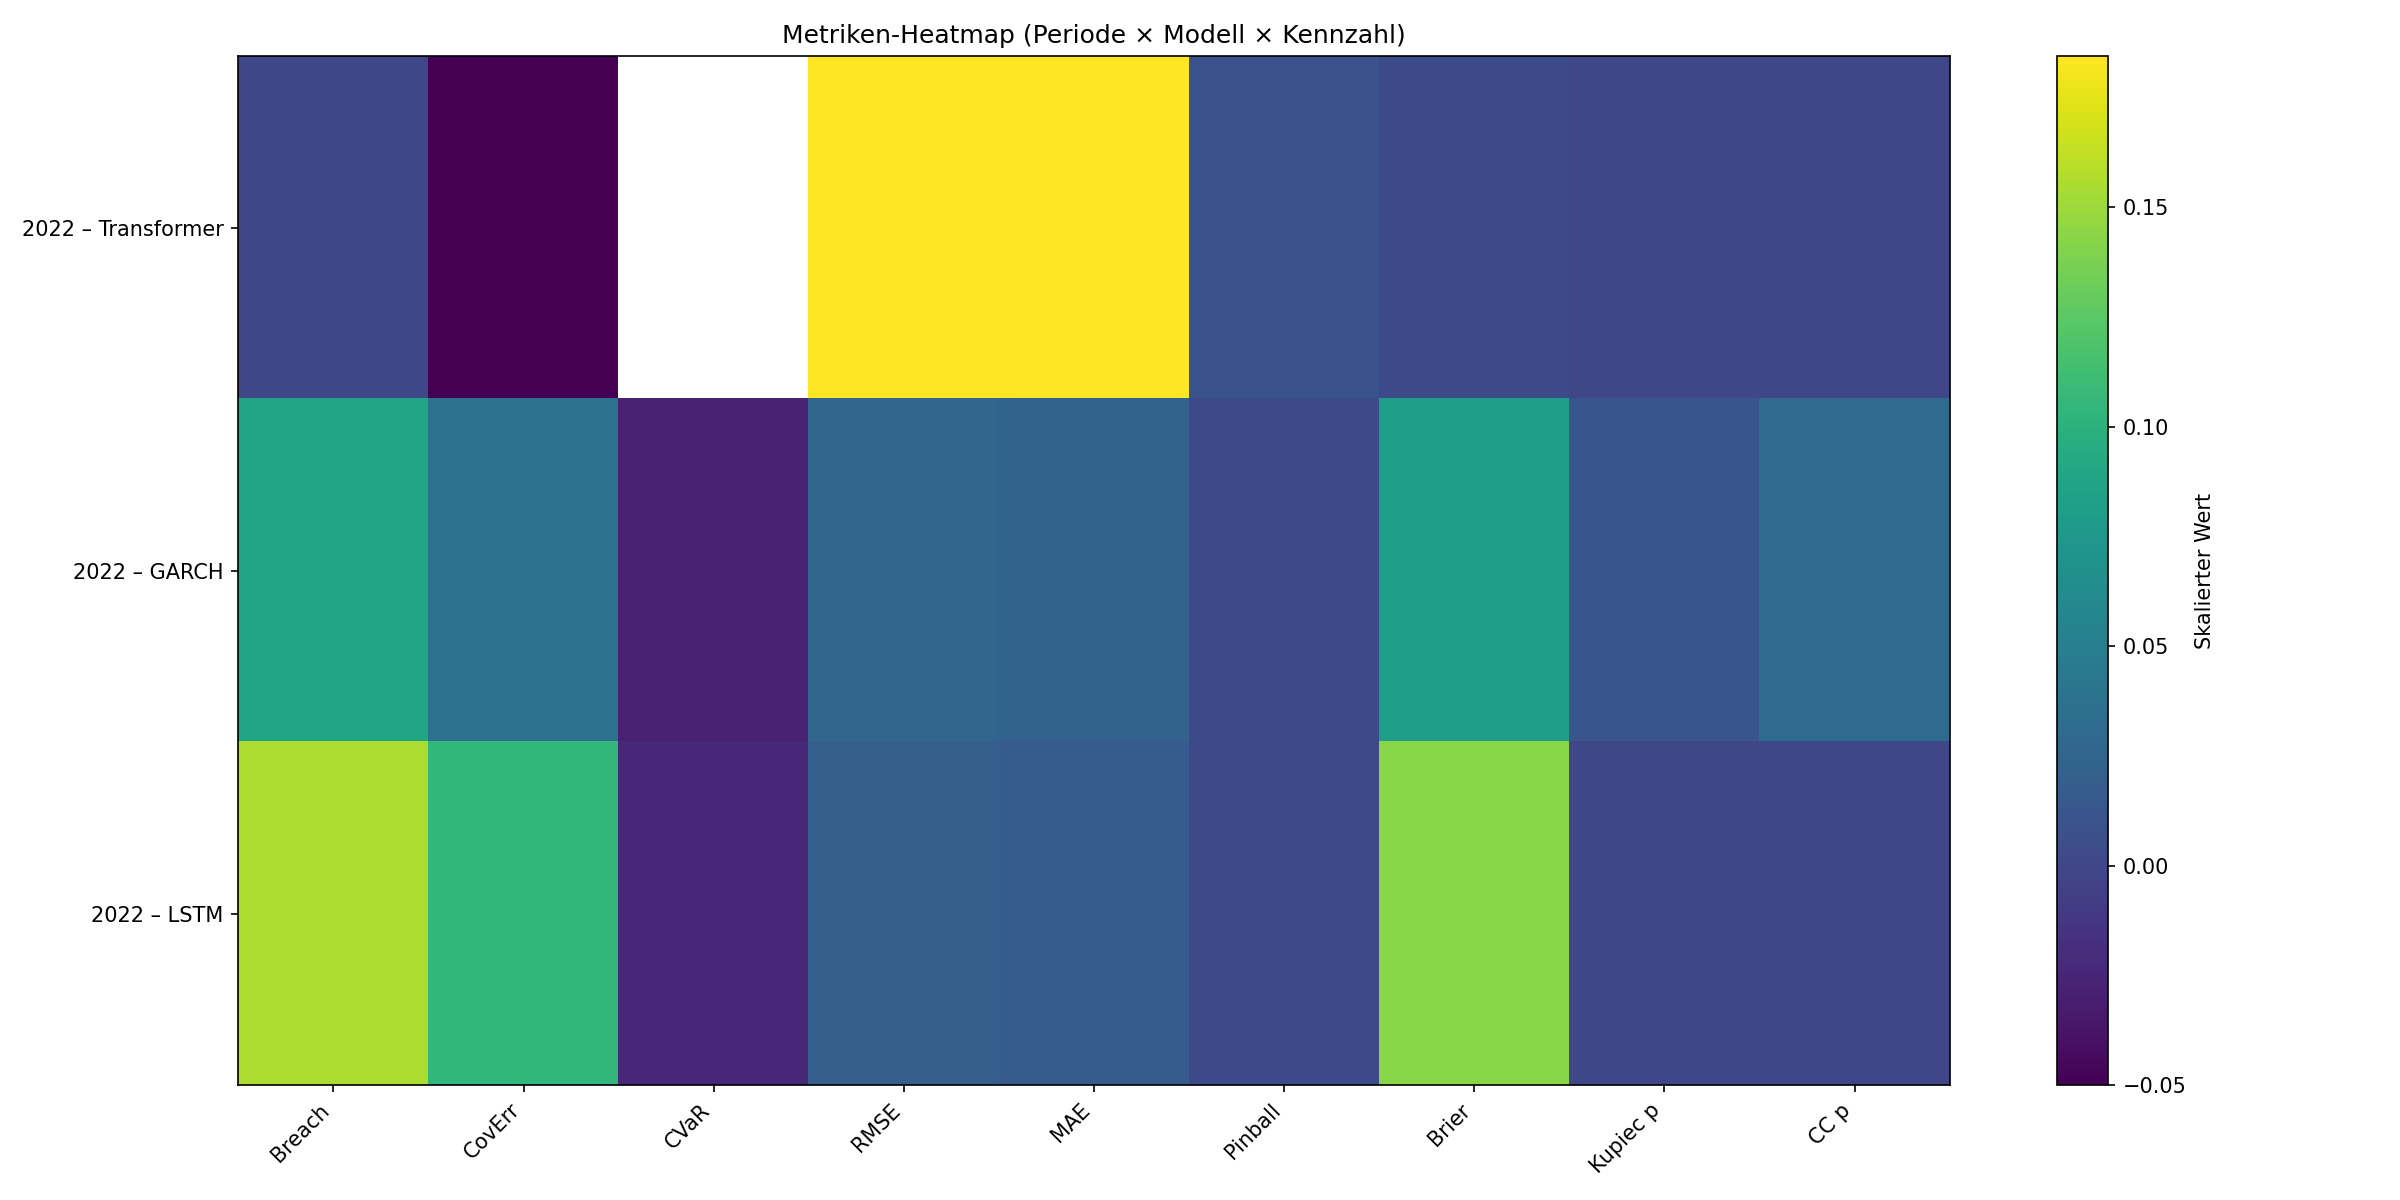 Metriken-Heatmap (Periode × Modell × Kennzahl)
2022 – Transformer
2022 – GARCH
2022 – LSTM
Breach
CovErr
CVaR
RMSE
MAE
Pinball
Brier
Kupiec p
CC p
0.15
0.10
0.05
0.00
−0.05
Skalierter Wert